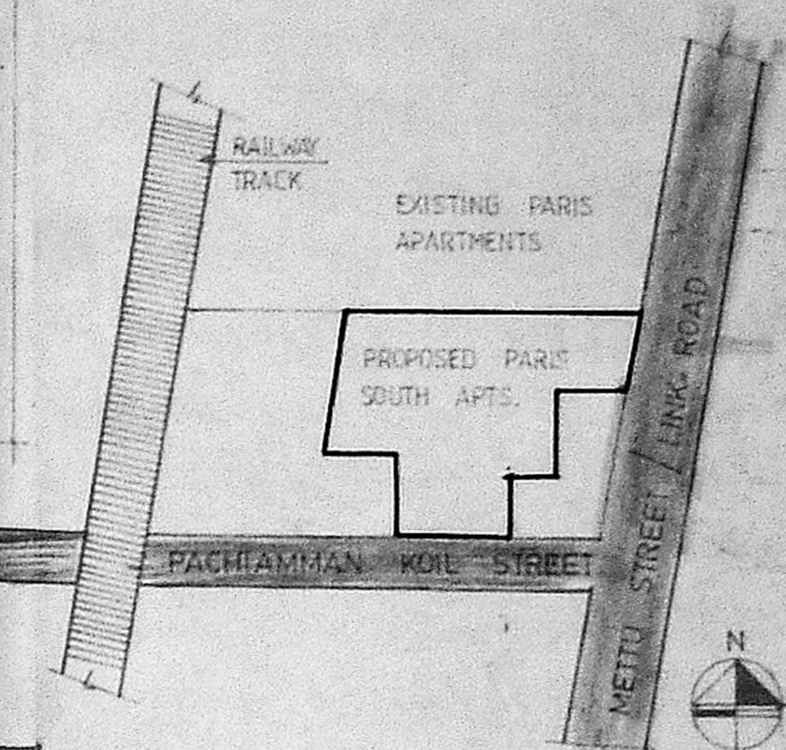 RAILWAY
TRACK
EXISTING PARIS
APARTMENTS
PROPOSED PARIS
SOUTH APTS.
PACHIAMMAN KOIL STREET
METTU STREET / LINK ROAD
N